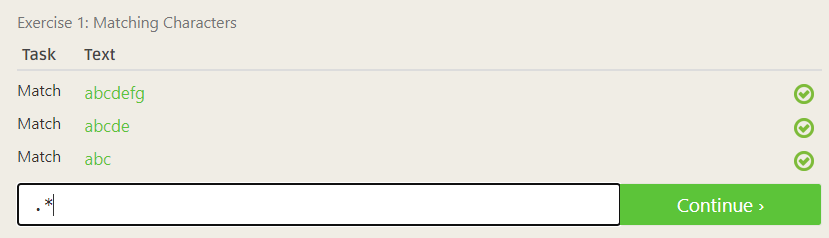 Exercise 1: Matching Characters
Task Text
Match abcdefg
Match abcde
Match abc
.*
Continue ›